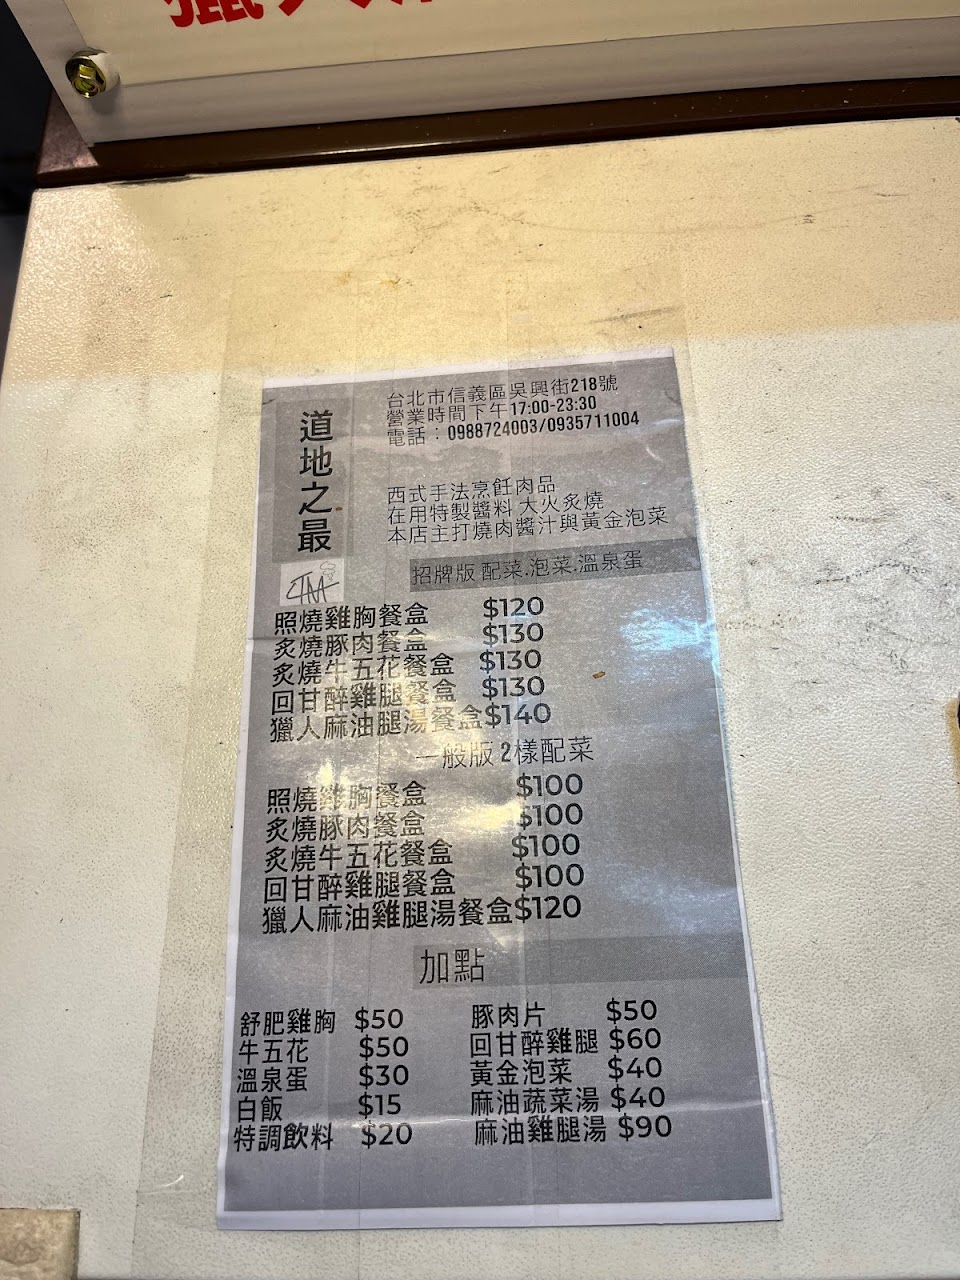 道地之最
台北市信義區吳興街218號
營業時間下午17:00-23:30
電話：0988724003/0935711004
西式手法烹飪肉品
在用特製醬料 大火炙燒
本店主打燒肉醬汁與黃金泡菜
招牌版 配菜.泡菜.溫泉蛋
照燒雞胸餐盒 $120
炙燒豚肉餐盒 $130
炙燒牛五花餐盒 $130
回甘醉雞腿餐盒 $130
獵人麻油腿湯餐盒$140
一般版 2樣配菜
照燒雞胸餐盒 $100
炙燒豚肉餐盒 $100
炙燒牛五花餐盒 $100
回甘醉雞腿餐盒 $100
獵人麻油雞腿湯餐盒$120
加點
舒肥雞胸 $50
牛五花 $50
溫泉蛋 $30
白飯 $15
特調飲料 $20
豚肉片 $50
回甘醉雞腿 $60
黃金泡菜 $40
麻油蔬菜湯 $40
麻油雞腿湯 $90